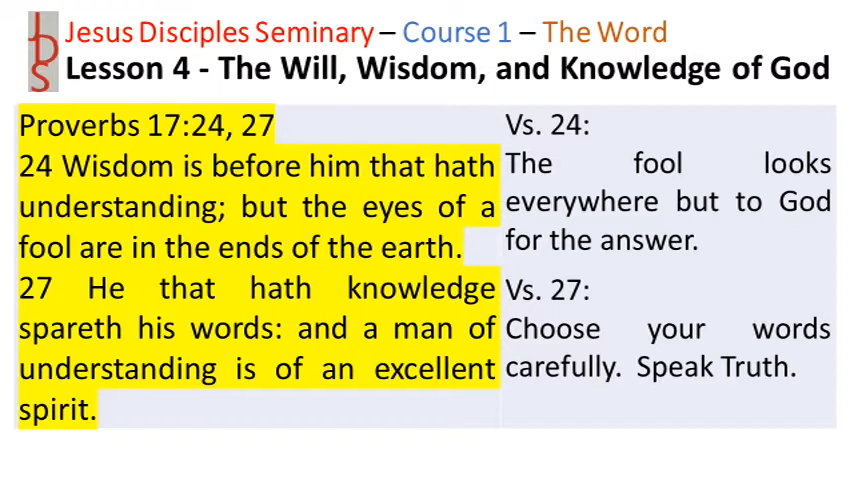 JDS
Jesus Disciples Seminary – Course 1 – The Word
Lesson 4 - The Will, Wisdom, and Knowledge of God
Proverbs 17:24, 27
24 Wisdom is before him that hath
understanding; but the eyes of a
fool are in the ends of the earth.
27 He that hath knowledge
spareth his words: and a man of
understanding is of an excellent
spirit.
Vs. 24:
The fool looks
everywhere but to God
for the answer.
Vs. 27:
Choose your words
carefully. Speak Truth.